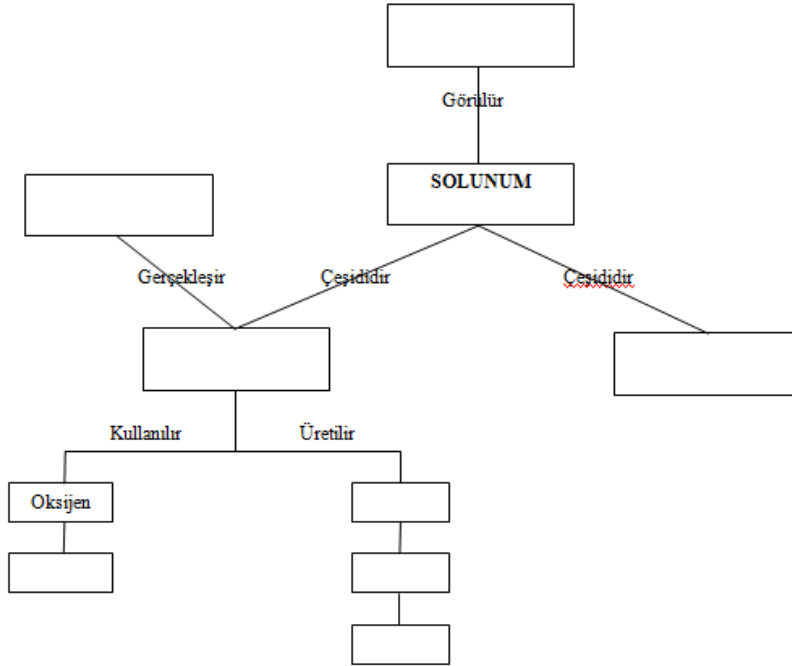 Görülür
SOLUNUM
Gerçekleşir
Çeşididir
Çeşididir
Kullanılır
Üretilir
Oksijen